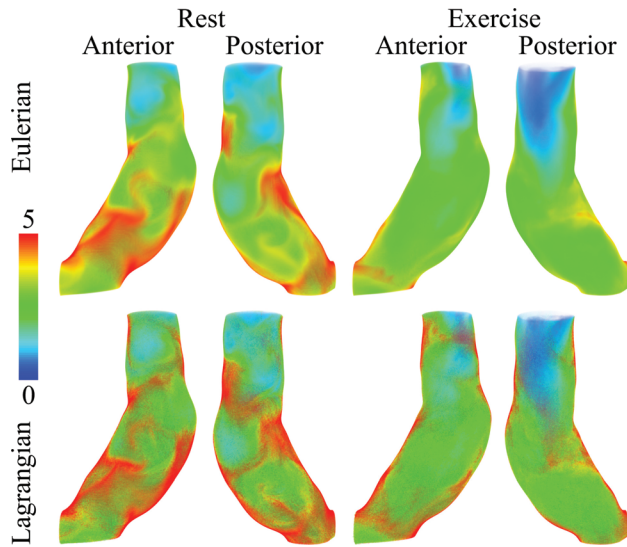 Rest
Exercise
Anterior
Posterior
Anterior
Posterior
Eulerian
5
0
Lagrangian